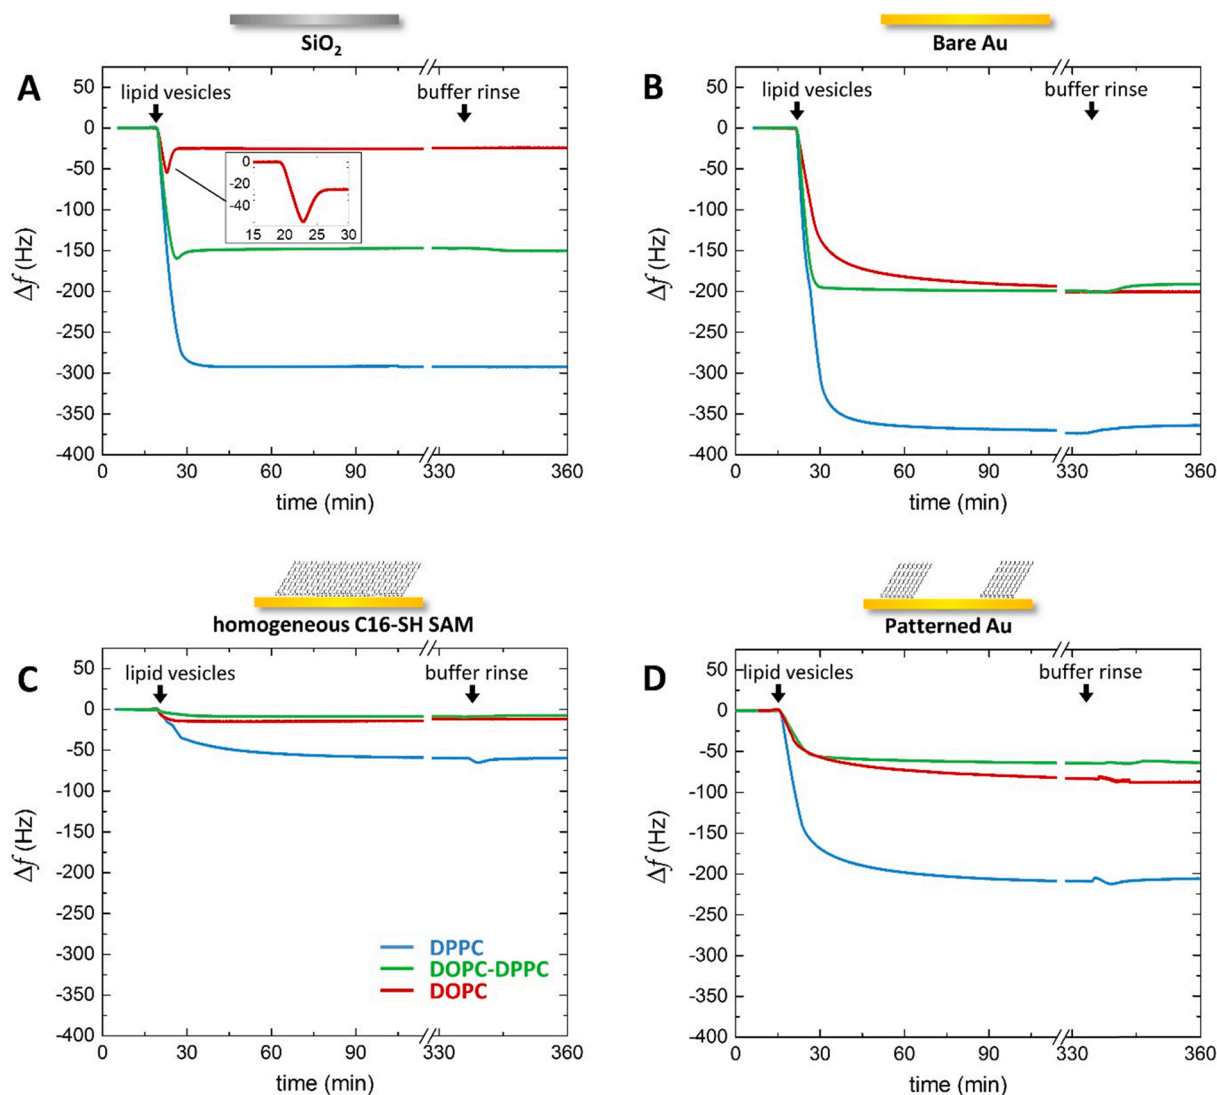 SiO₂
A
lipid vesicles
buffer rinse
50
0
-50
-100
-150
-200
-250
-300
-350
-400
Δf (Hz)
0
-20
-40
15 20 25 30
0 30 60 90 330 360
time (min)
Bare Au
B
lipid vesicles
buffer rinse
50
0
-50
-100
-150
-200
-250
-300
-350
-400
Δf (Hz)
0 30 60 90 330 360
time (min)
homogeneous C16-SH SAM
C
lipid vesicles
buffer rinse
50
0
-50
-100
-150
-200
-250
-300
-350
-400
Δf (Hz)
DPPC
DOPC-DPPC
DOPC
0 30 60 90 330 360
time (min)
Patterned Au
D
lipid vesicles
buffer rinse
50
0
-50
-100
-150
-200
-250
-300
-350
-400
Δf (Hz)
0 30 60 90 330 360
time (min)